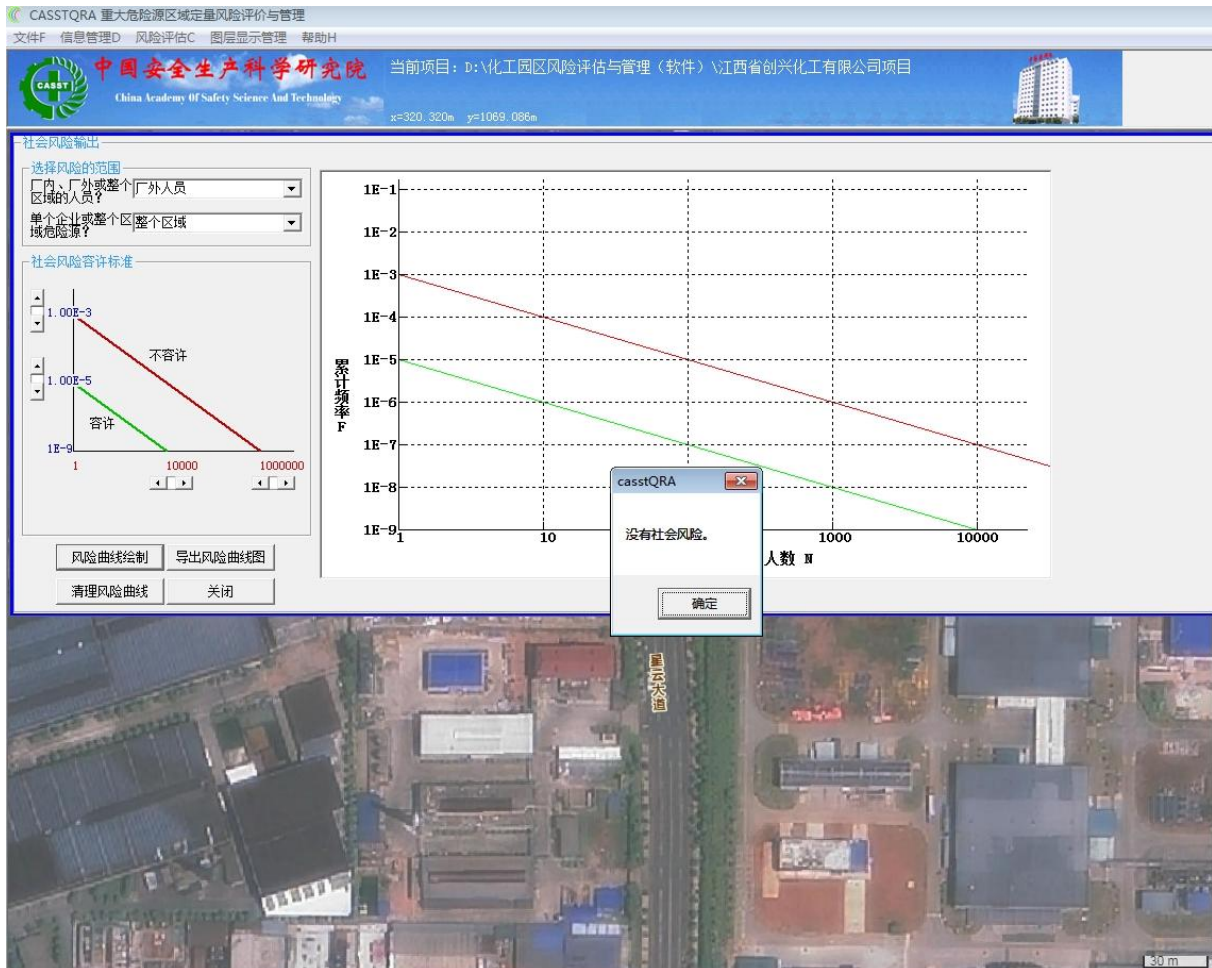 CASSTQRA 重大危险源区域定量风险评价与管理
文件F 信息管理D 风险评估C 图层显示管理 帮助H
CASST
中国安全生产科学研究院
China Academy Of Safety Science And Technology
当前项目：D:\化工园区风险评估与管理（软件）\江西省创兴化工有限公司项目
x=320.320m y=1069.086m
社会风险输出
选择风险的范围
厂内、厂外或整个区域的人员？
厂外人员
单个企业或整个区域危险源？
整个区域
社会风险容许标准
1.00E-3
不容许
1.00E-5
容许
1E-9
1 10000 1000000
风险曲线绘制 导出风险曲线图
清理风险曲线 关闭
1E-1
1E-2
1E-3
1E-4
1E-5
1E-6
1E-7
1E-8
1E-9
累计频率F
1 10 1000 10000
人数 N
casstQRA
没有社会风险。
确定
星云大道
30 m